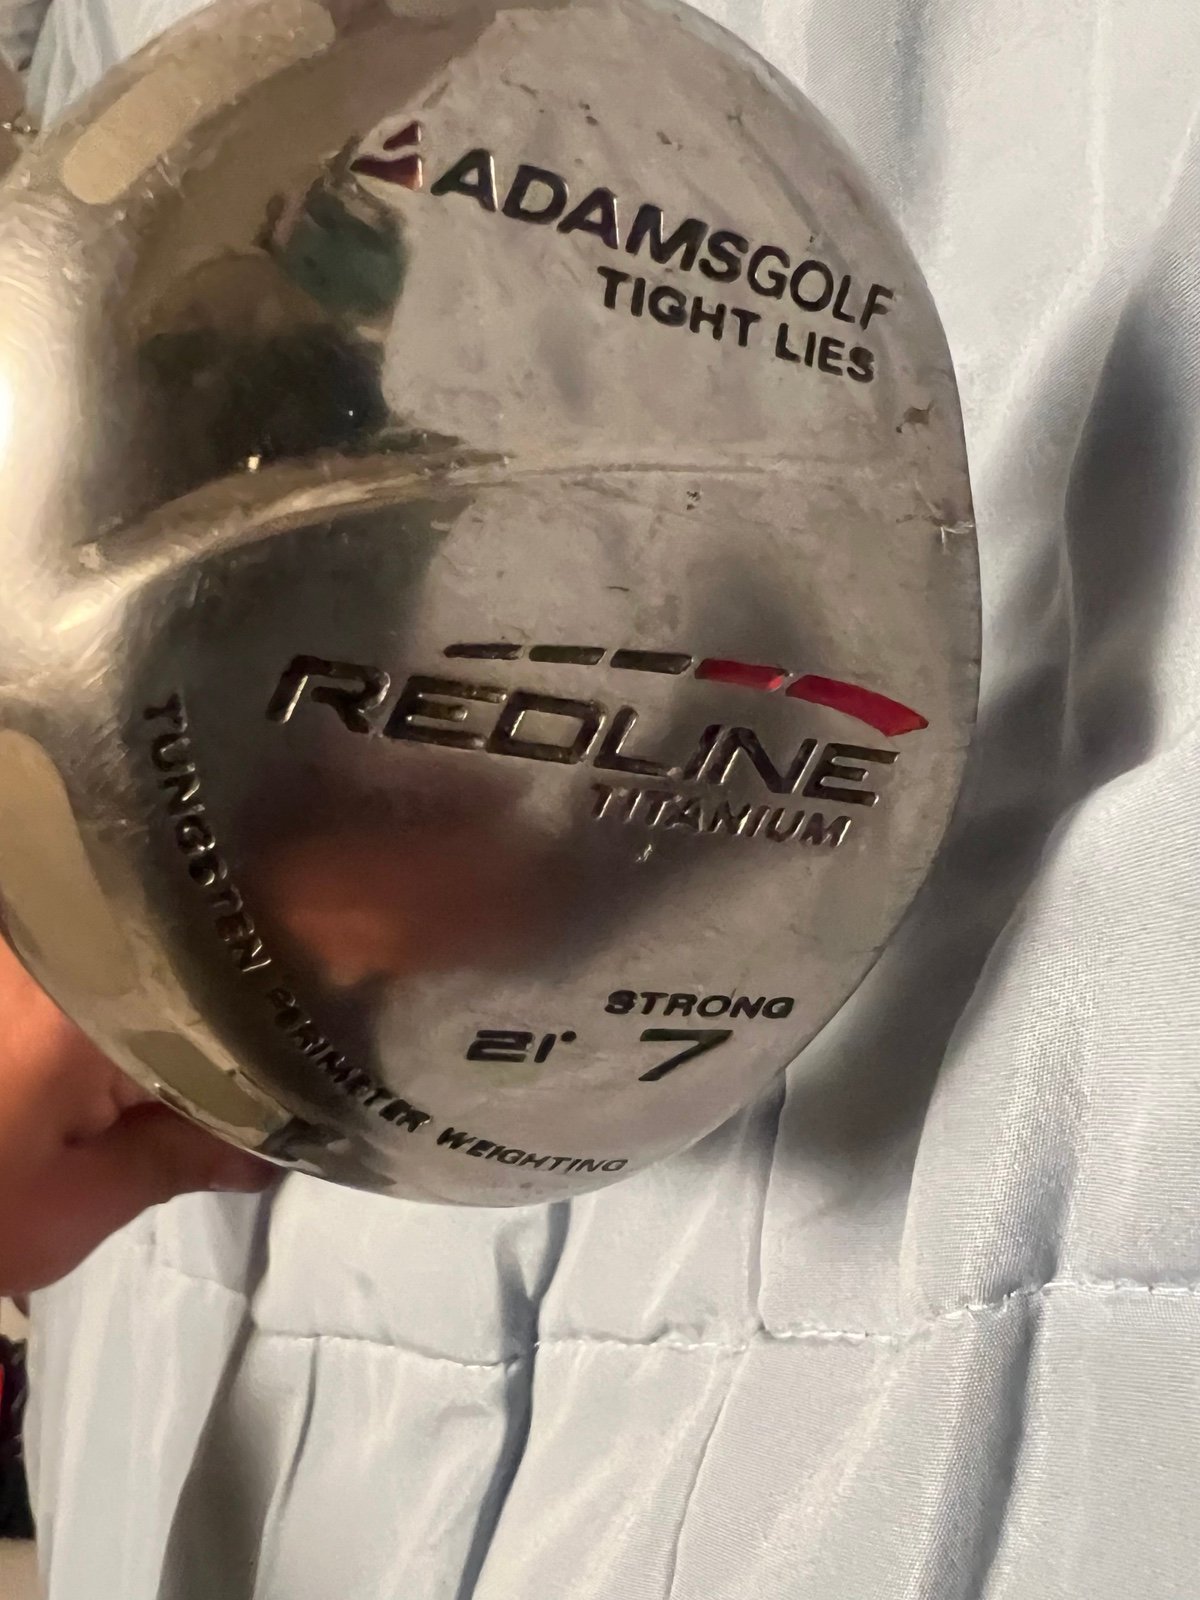 ADAMSGOLF
TIGHT LIES
REDLINE
TITANIUM
STRONG
21° 7
TUNGSTEN PERIMETER WEIGHTING